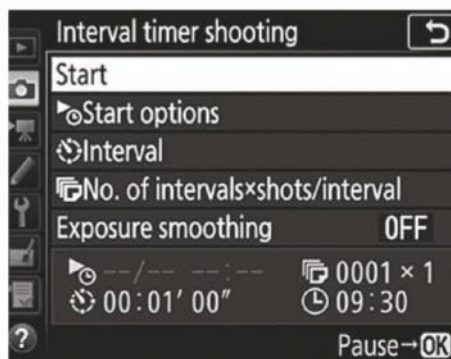 Interval timer shooting
Start
Start options
Interval
No. of intervals×shots/interval
Exposure smoothing OFF
--/-- --:-- 0001 × 1
00:01′ 00″ 09:30
? Pause→OK